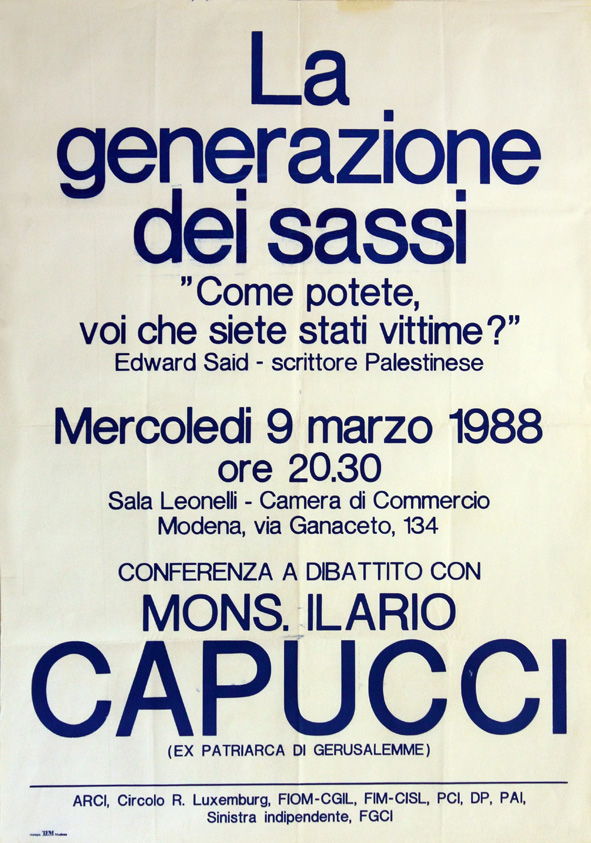 La
generazione
dei sassi
"Come potete,
voi che siete stati vittime?"
Edward Said - scrittore Palestinese
Mercoledi 9 marzo 1988
ore 20.30
Sala Leonelli - Camera di Commercio
Modena, via Ganaceto, 134
CONFERENZA A DIBATTITO CON
MONS. ILARIO
CAPUCCI
(EX PATRIARCA DI GERUSALEMME)
ARCI, Circolo R. Luxemburg, FIOM-CGIL, FIM-CISL, PCI, DP, PAI,
Sinistra indipendente, FGCI